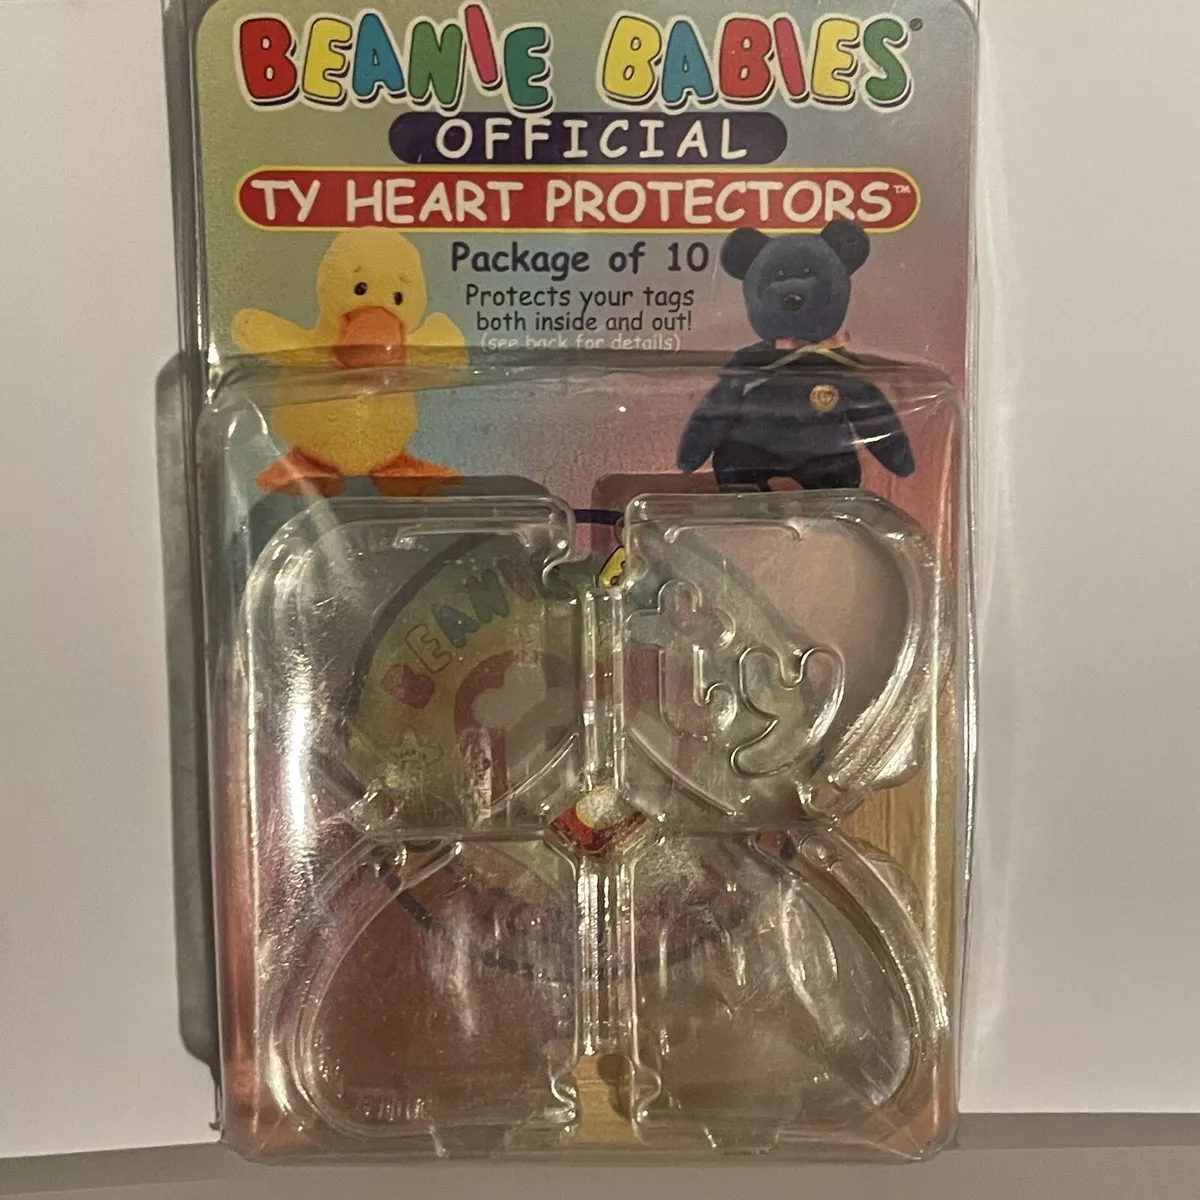 BEANIE BABIES®
OFFICIAL
TY HEART PROTECTORS™
Package of 10
Protects your tags
both inside and out!
(see back for details)
BEANIE
ty